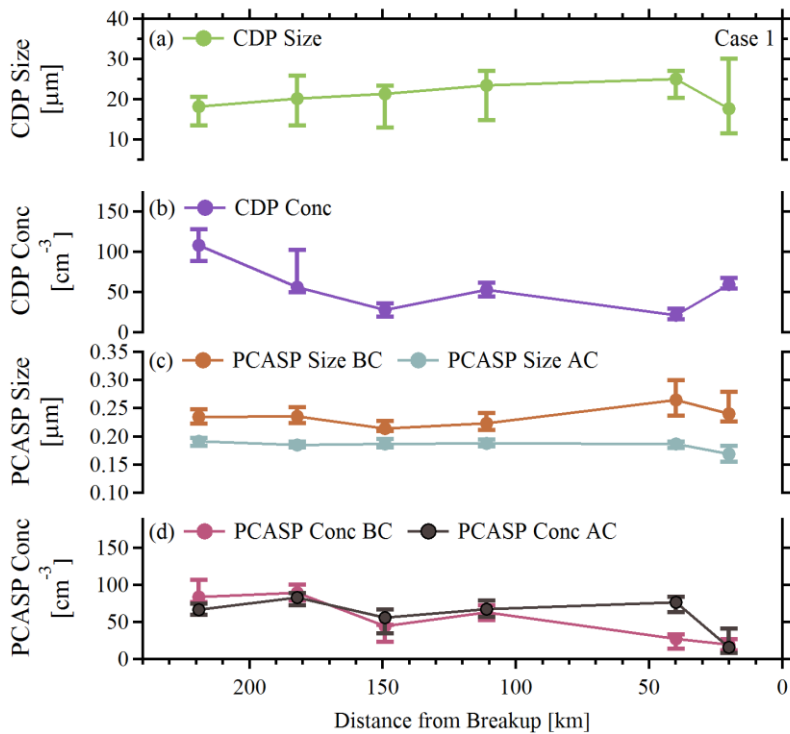 (a) CDP Size Case 1
CDP Size
[µm]
40
30
20
10
(b) CDP Conc
CDP Conc
[cm⁻³]
150
100
50
0
(c) PCASP Size BC PCASP Size AC
PCASP Size
[µm]
0.35
0.30
0.25
0.20
0.15
0.10
(d) PCASP Conc BC PCASP Conc AC
PCASP Conc
[cm⁻³]
150
100
50
0
200 150 100 50 0
Distance from Breakup [km]